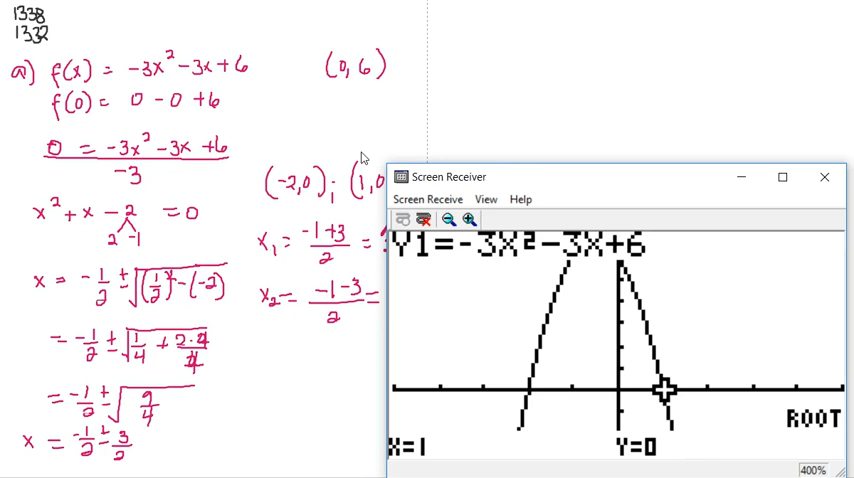 1338
1332
a) f(x) = -3x² - 3x + 6
(0, 6)
f(0) = 0 - 0 + 6
0 = -3x² - 3x + 6
-3
(-2,0); (1,0
x² + x - 2 = 0
2 -1
x₁ = -1+3/2 =
x = -1/2 ± √(1/2)² - (-2)
x₂ = -1-3/2 =
= -1/2 ± √1/4 + 2·4/4
= -1/2 ± √9/4
x = -1/2 ± 3/2
Screen Receiver
Screen Receive View Help
Y1=-3X²-3X+6
ROOT
X=1 Y=0
400%